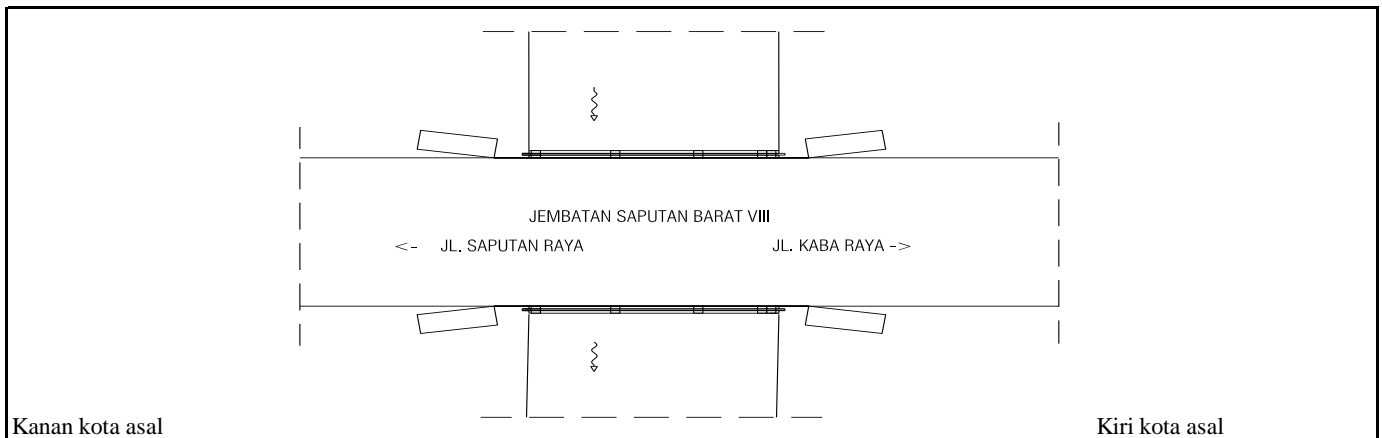 JEMBATAN SAPUTAN BARAT VIII
<- JL. SAPUTAN RAYA JL. KABA RAYA ->
Kanan kota asal Kiri kota asal